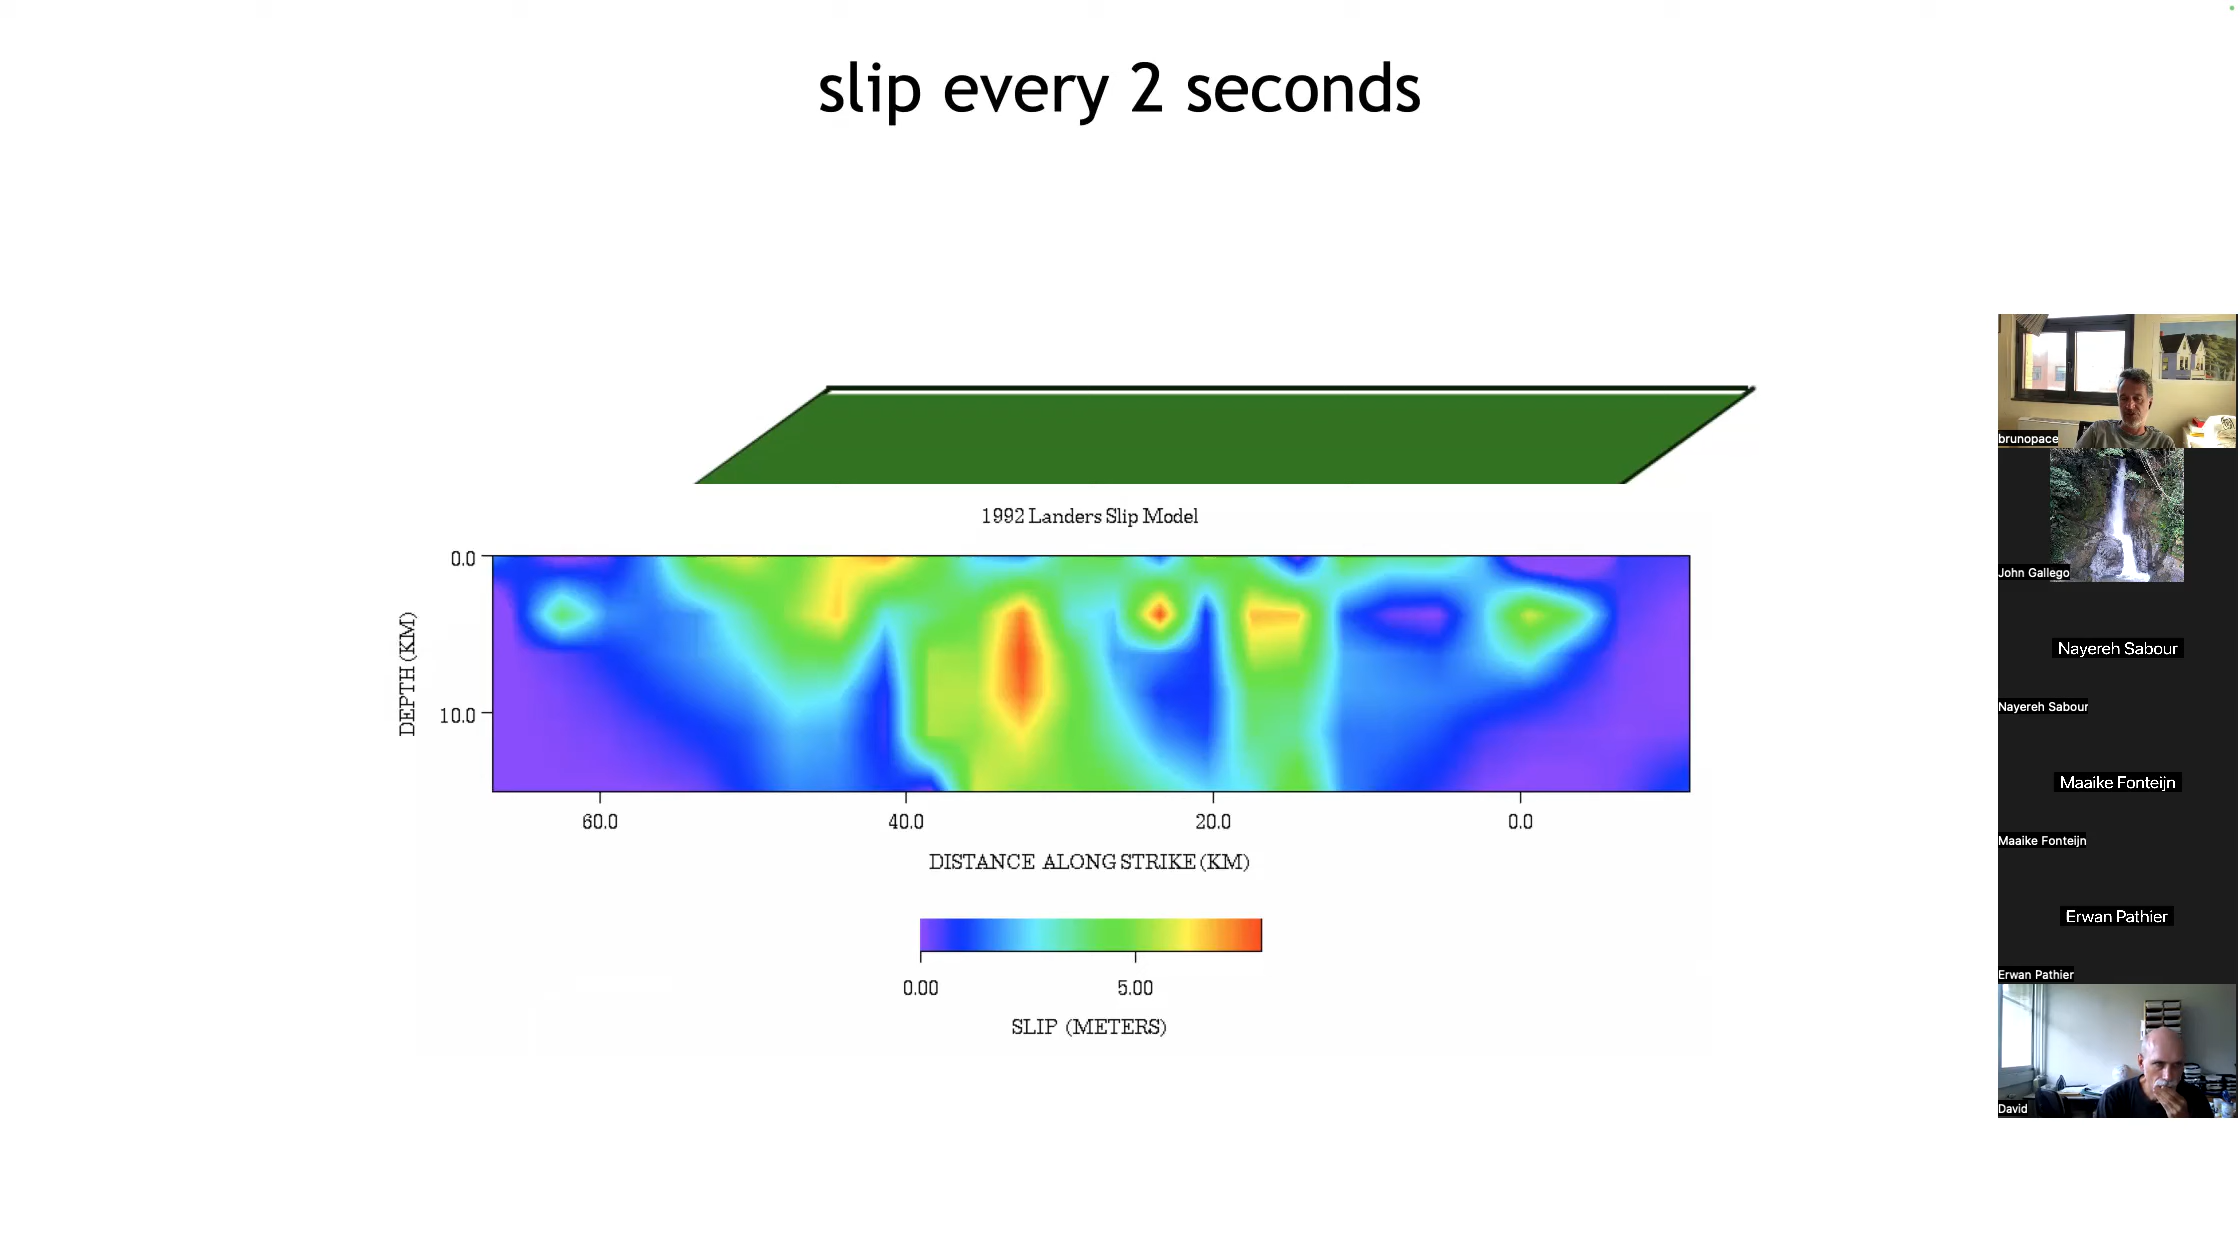 slip every 2 seconds
1992 Landers Slip Model
0.0
10.0
DEPTH (KM)
60.0 40.0 20.0 0.0
DISTANCE ALONG STRIKE (KM)
0.00 5.00
SLIP (METERS)
brunopace
John Gallego
Nayereh Sabour
Nayereh Sabour
Maaike Fonteijn
Maaike Fonteijn
Erwan Pathier
Erwan Pathier
David